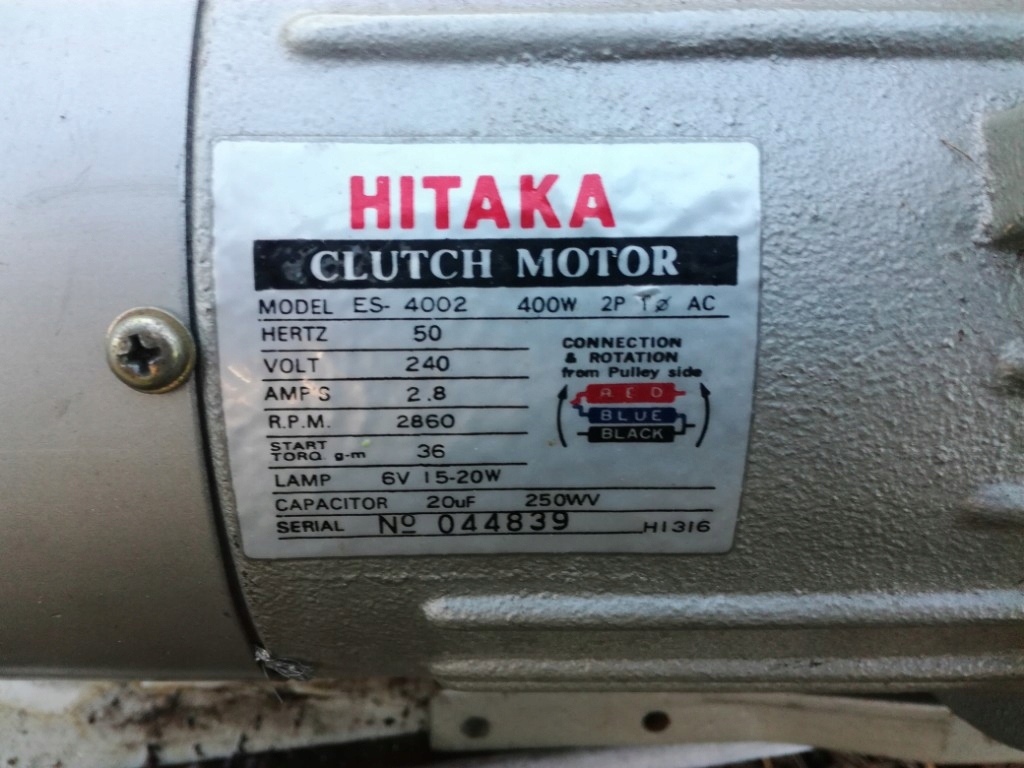 HITAKA
CLUTCH MOTOR
MODEL ES- 4002 400W 2P 1ø AC
HERTZ 50
VOLT 240
AMP'S 2.8
R.P.M. 2860
START TORQ. g-m 36
LAMP 6V 15-20W
CAPACITOR 20uF 250WV
SERIAL Nº 044839 H1316
CONNECTION
& ROTATION
from Pulley side
RED
BLUE
BLACK